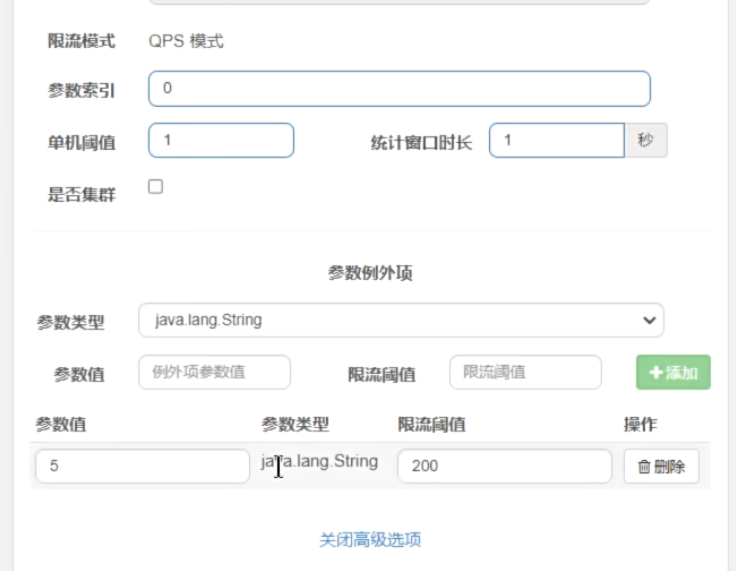 限流模式 QPS 模式
参数索引 0
单机阈值 1 统计窗口时长 1 秒
是否集群
参数例外项
参数类型 java.lang.String
参数值 例外项参数值 限流阈值 限流阈值 添加
参数值 参数类型 限流阈值 操作
5 java.lang.String 200 删除
关闭高级选项